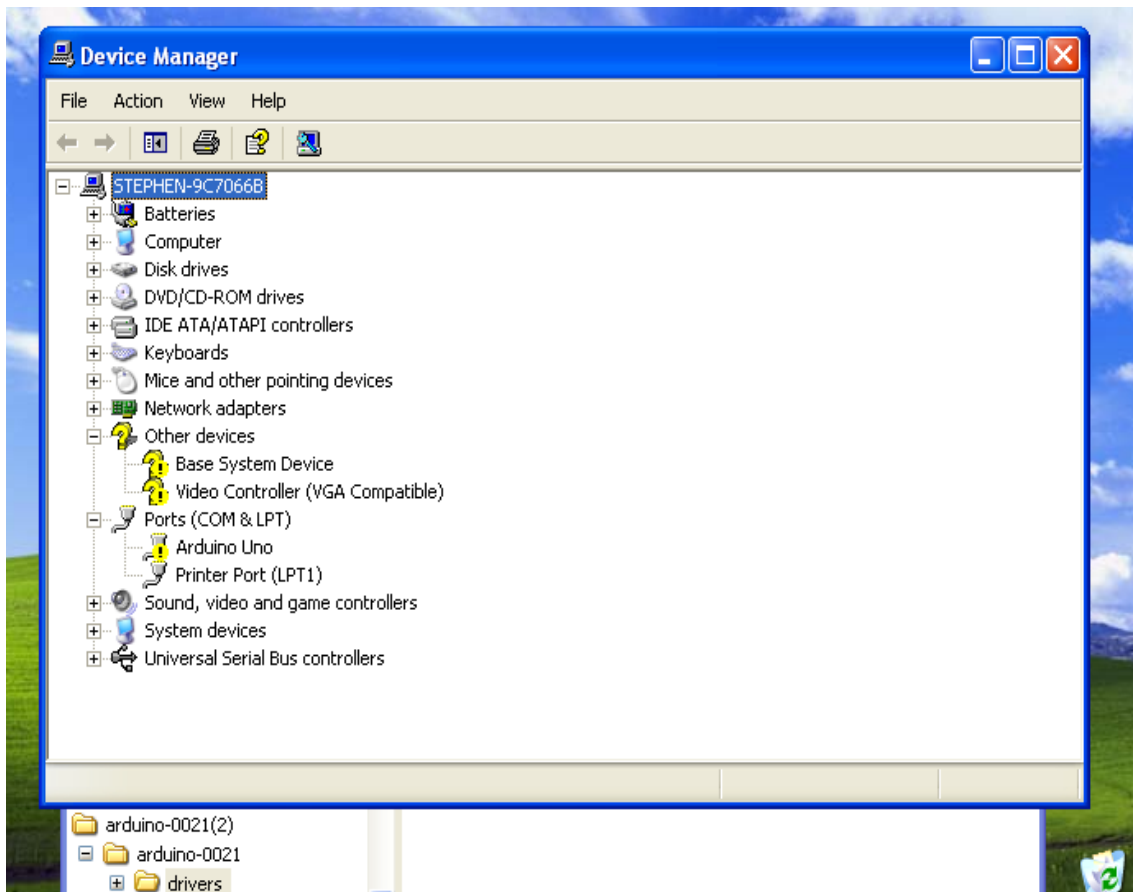 Device Manager
File Action View Help
STEPHEN-9C7066B
Batteries
Computer
Disk drives
DVD/CD-ROM drives
IDE ATA/ATAPI controllers
Keyboards
Mice and other pointing devices
Network adapters
Other devices
Base System Device
Video Controller (VGA Compatible)
Ports (COM & LPT)
Arduino Uno
Printer Port (LPT1)
Sound, video and game controllers
System devices
Universal Serial Bus controllers
arduino-0021(2)
arduino-0021
drivers